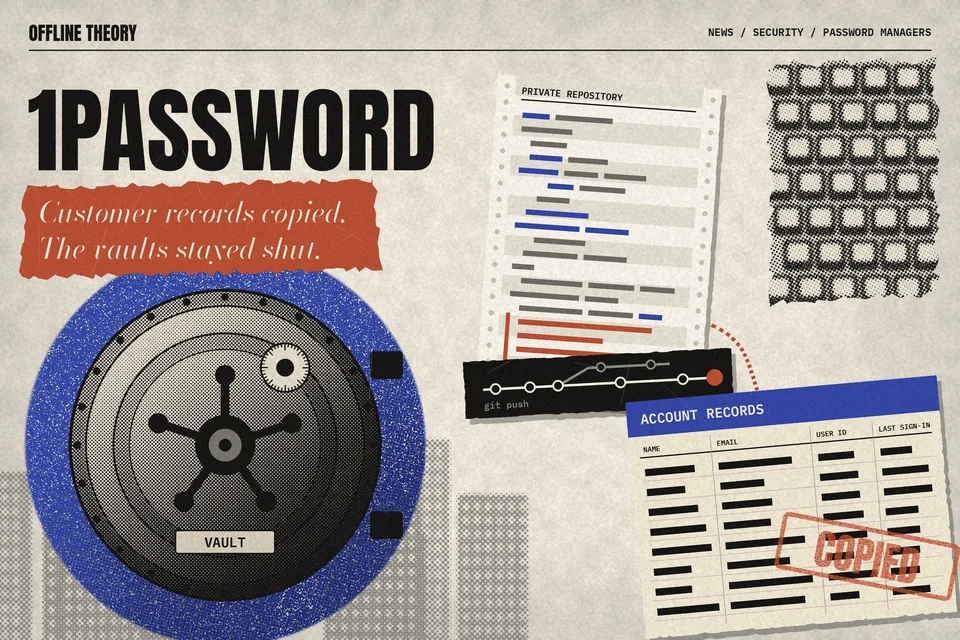 OFFLINE THEORY
NEWS / SECURITY / PASSWORD MANAGERS
1PASSWORD
Customer records copied.
The vaults stayed shut.
PRIVATE REPOSITORY
git push
VAULT
ACCOUNT RECORDS
NAME EMAIL USER ID LAST SIGN-IN
COPIED